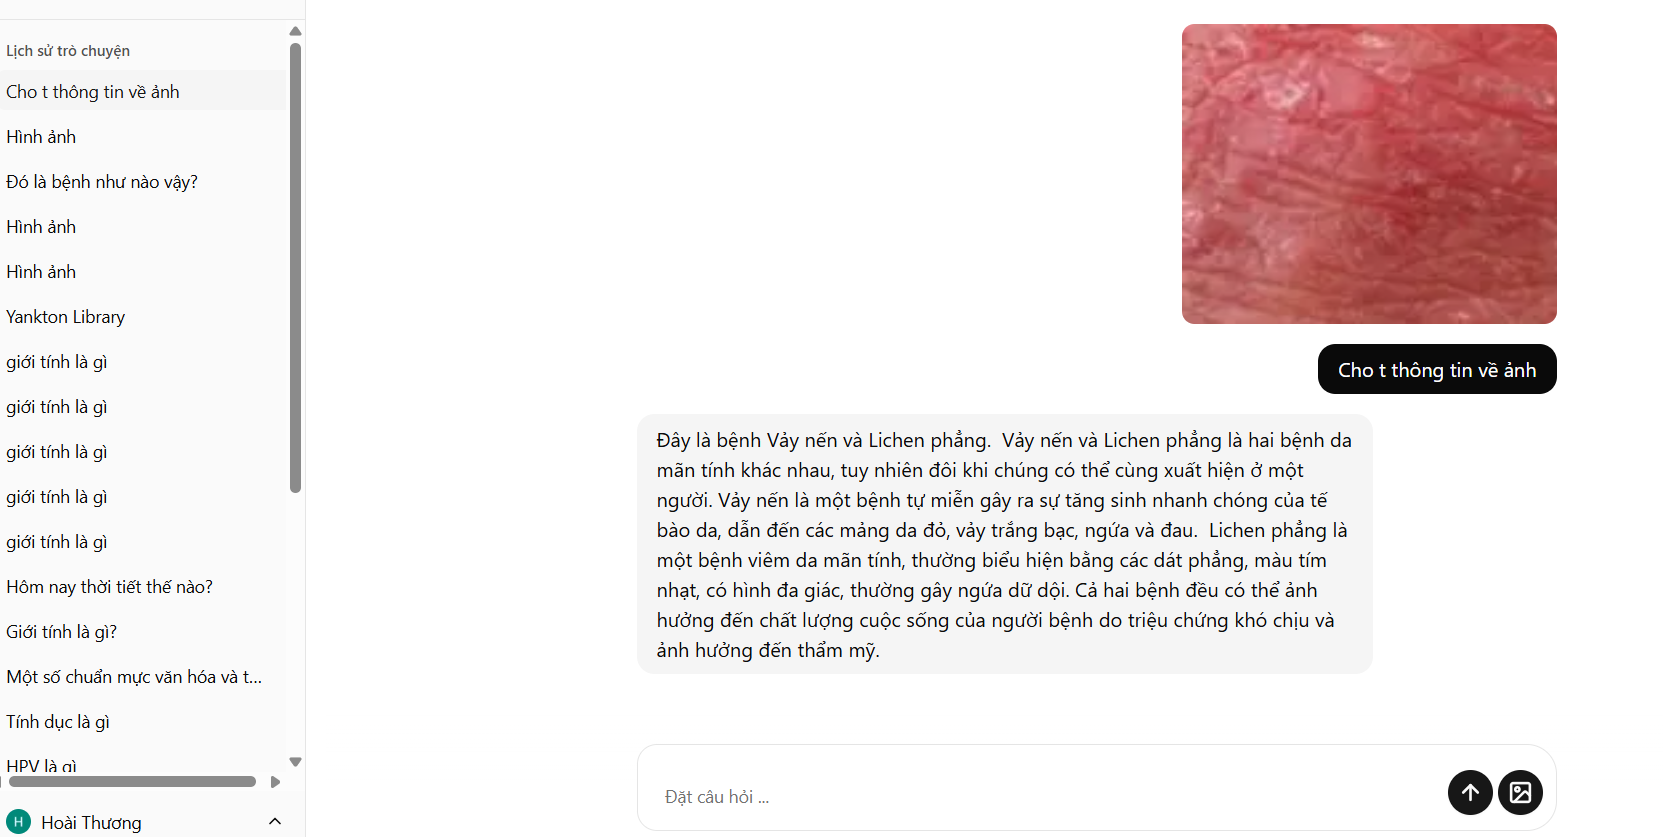 Lịch sử trò chuyện
Cho t thông tin về ảnh
Hình ảnh
Đó là bệnh như nào vậy?
Hình ảnh
Hình ảnh
Yankton Library
giới tính là gì
giới tính là gì
giới tính là gì
giới tính là gì
giới tính là gì
Hôm nay thời tiết thế nào?
Giới tính là gì?
Một số chuẩn mực văn hóa và t...
Tính dục là gì
HPV là gì
H Hoài Thương
Cho t thông tin về ảnh
Đây là bệnh Vảy nến và Lichen phẳng. Vảy nến và Lichen phẳng là hai bệnh da
mãn tính khác nhau, tuy nhiên đôi khi chúng có thể cùng xuất hiện ở một
người. Vảy nến là một bệnh tự miễn gây ra sự tăng sinh nhanh chóng của tế
bào da, dẫn đến các mảng da đỏ, vảy trắng bạc, ngứa và đau. Lichen phẳng là
một bệnh viêm da mãn tính, thường biểu hiện bằng các dát phẳng, màu tím
nhạt, có hình đa giác, thường gây ngứa dữ dội. Cả hai bệnh đều có thể ảnh
hưởng đến chất lượng cuộc sống của người bệnh do triệu chứng khó chịu và
ảnh hưởng đến thẩm mỹ.
Đặt câu hỏi ...